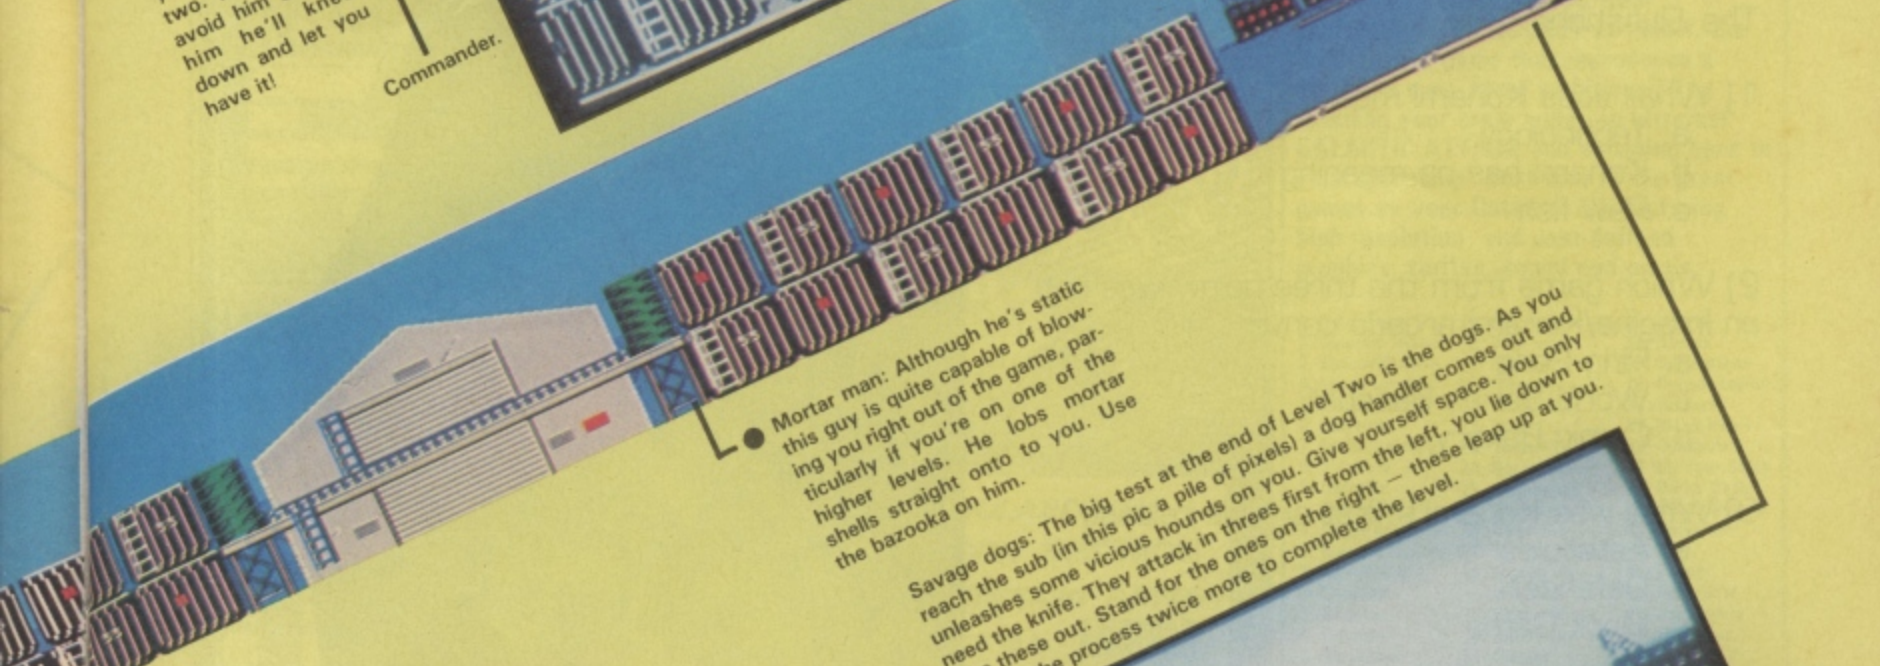 two.
avoid him
him he'll
down and let you
have it!
Commander.
Mortar man: Although he's static
this guy is quite capable of blow-
ing you right out of the game, par-
ticularly if you're on one of the
higher levels. He lobs mortar
shells straight onto to you. Use
the bazooka on him.
Savage dogs: The big test at the end of Level Two is the dogs. As you
reach the sub (in this pic a pile of pixels) a dog handler comes out and
unleashes some vicious hounds on you. Give yourself space. You only
need the knife. They attack in threes first from the left, you lie down to
these out. Stand for the ones on the right — these leap up at you.
process twice more to complete the level.